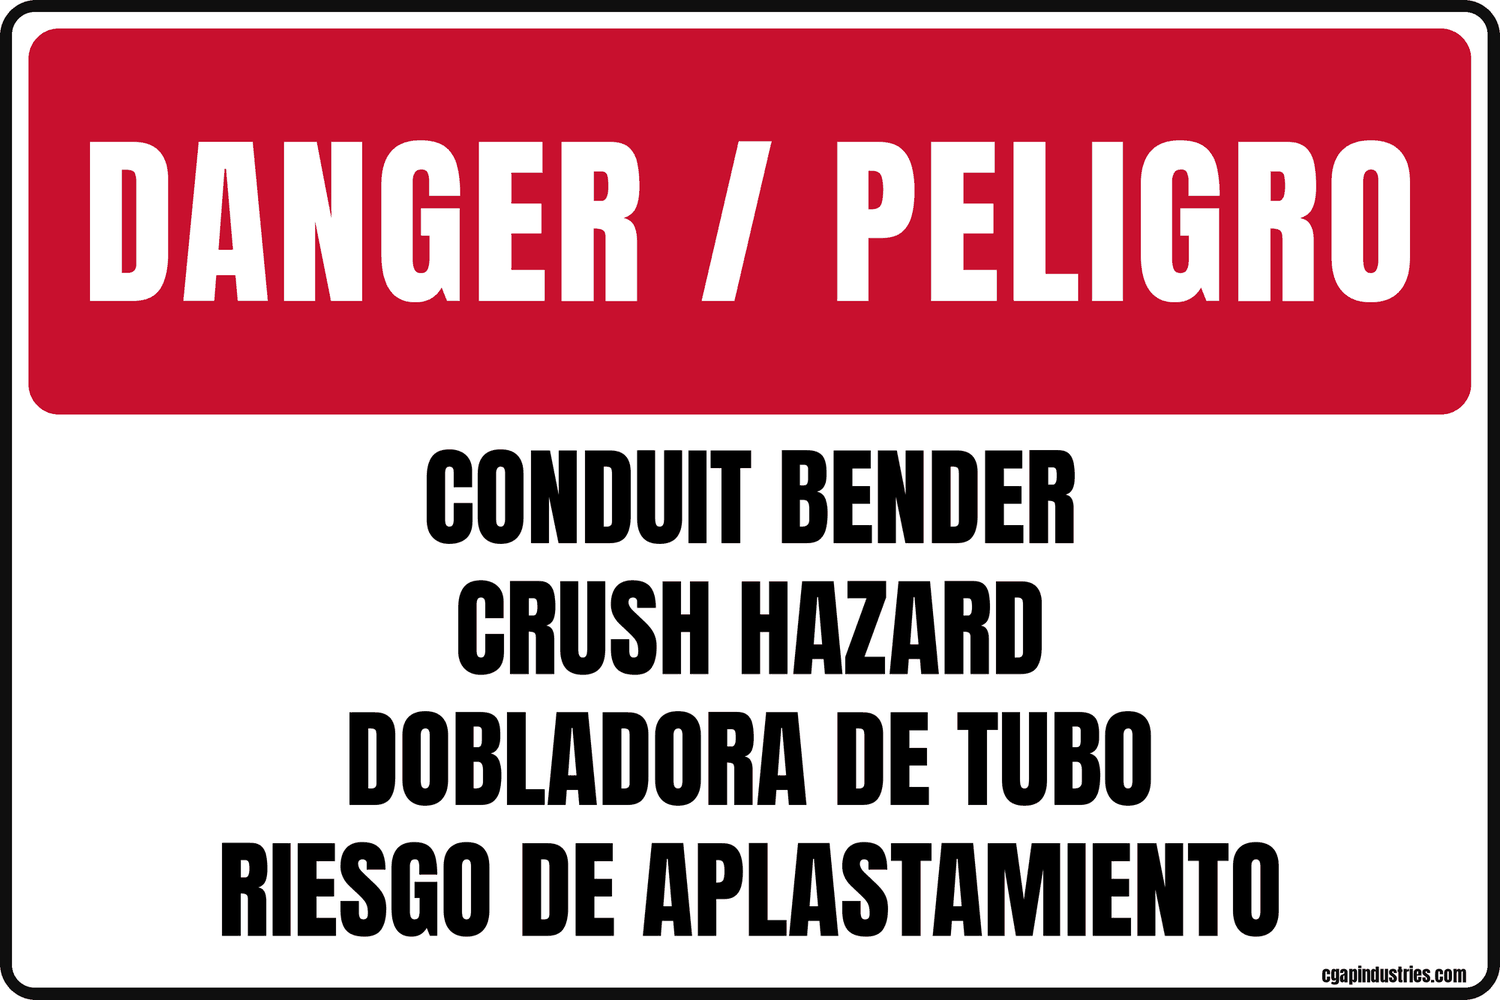 DANGER / PELIGRO
CONDUIT BENDER
CRUSH HAZARD
DOBLADORA DE TUBO
RIESGO DE APLASTAMIENTO
cgapindustries.com